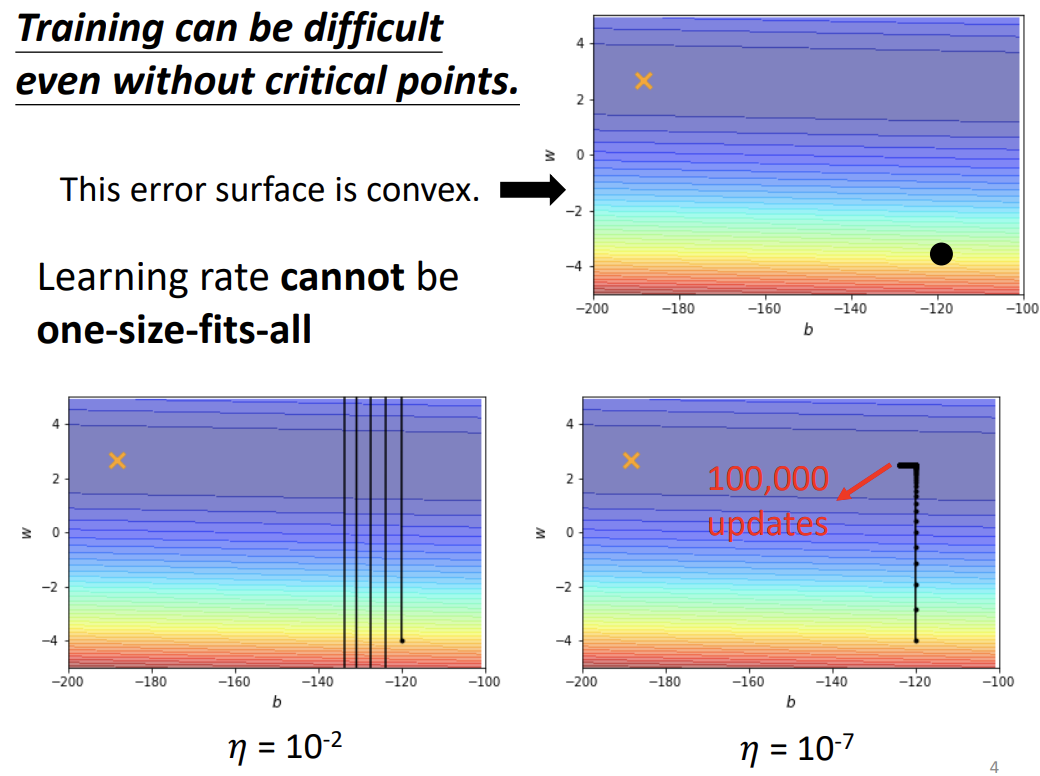 Training can be difficult
even without critical points.
This error surface is convex.
Learning rate cannot be
one-size-fits-all
4
2
0
−2
−4
w
−200 −180 −160 −140 −120 −100
b
4
2
0
−2
−4
w
−200 −180 −160 −140 −120 −100
b
η = 10-2
4
2
0
−2
−4
w
100,000
updates
−200 −180 −160 −140 −120 −100
b
η = 10-7
4